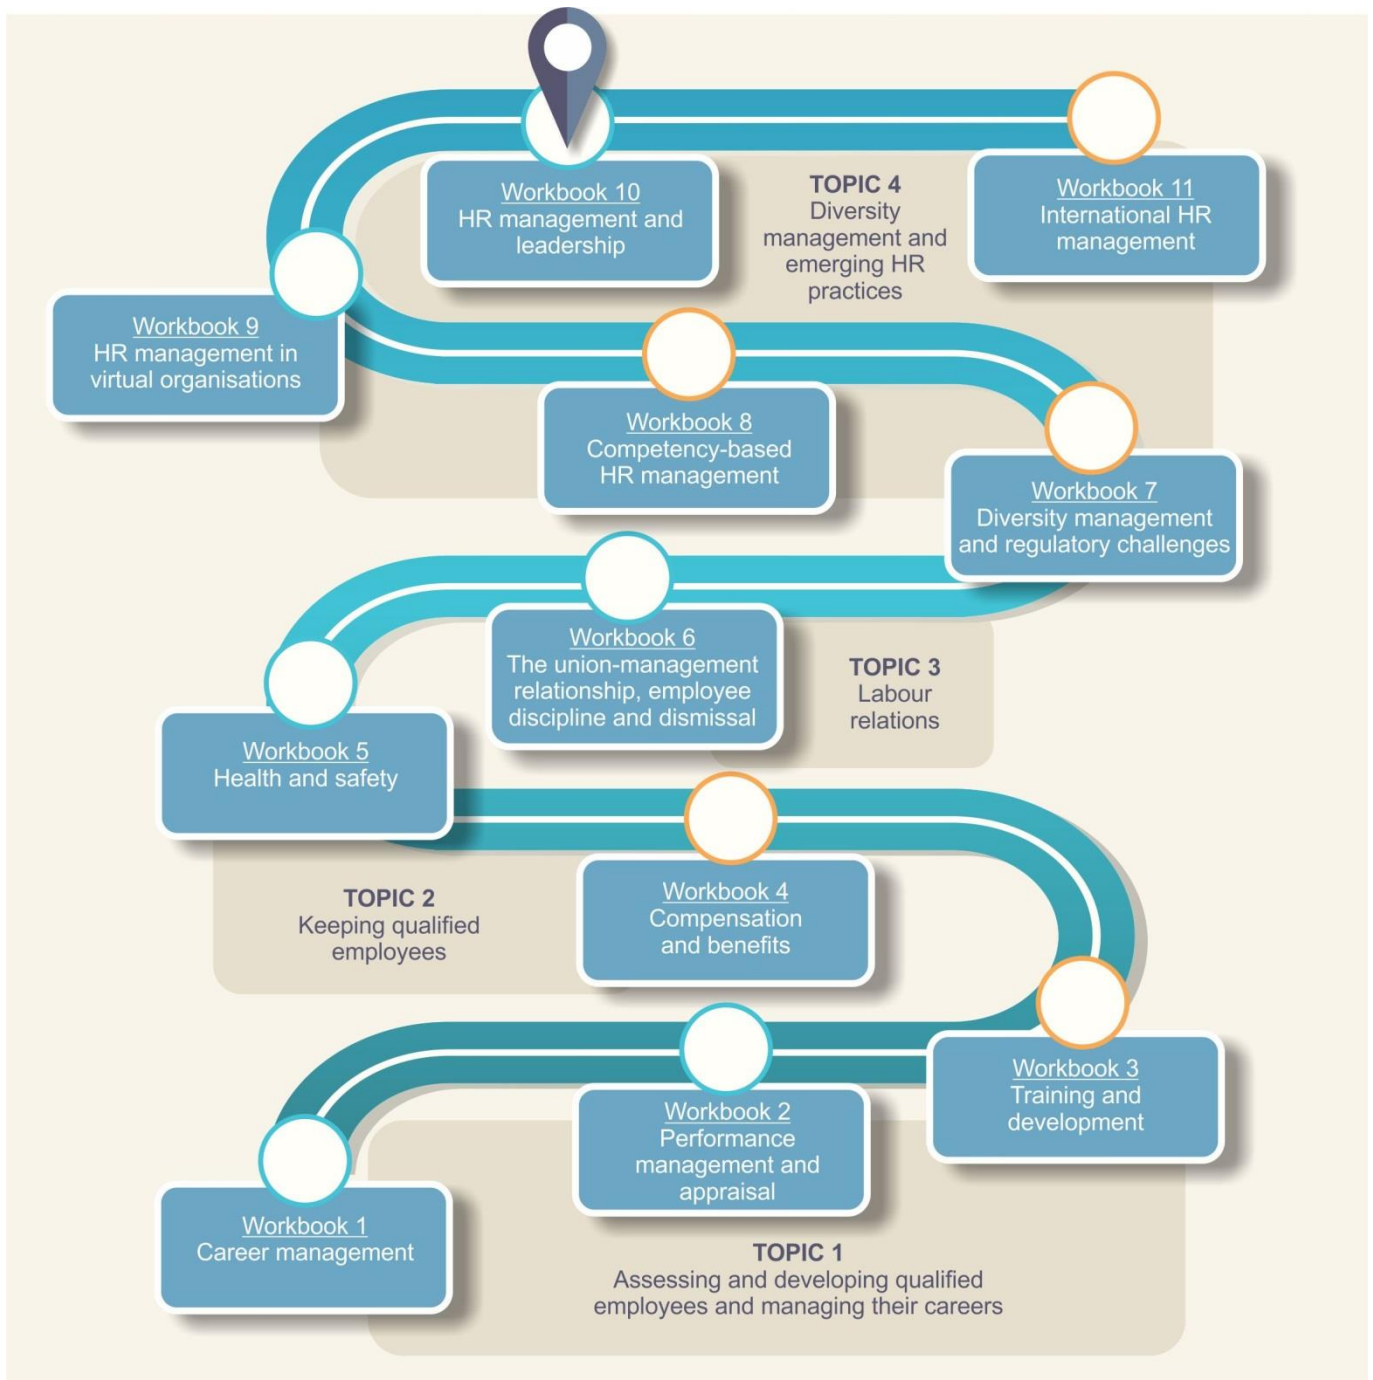 Workbook 10
HR management and
leadership
TOPIC 4
Diversity
management and
emerging HR
practices
Workbook 11
International HR
management
Workbook 9
HR management in
virtual organisations
Workbook 8
Competency-based
HR management
Workbook 7
Diversity management
and regulatory challenges
Workbook 6
The union-management
relationship, employee
discipline and dismissal
TOPIC 3
Labour
relations
Workbook 5
Health and safety
TOPIC 2
Keeping qualified
employees
Workbook 4
Compensation
and benefits
Workbook 3
Training and
development
Workbook 2
Performance
management and
appraisal
Workbook 1
Career management
TOPIC 1
Assessing and developing qualified
employees and managing their careers